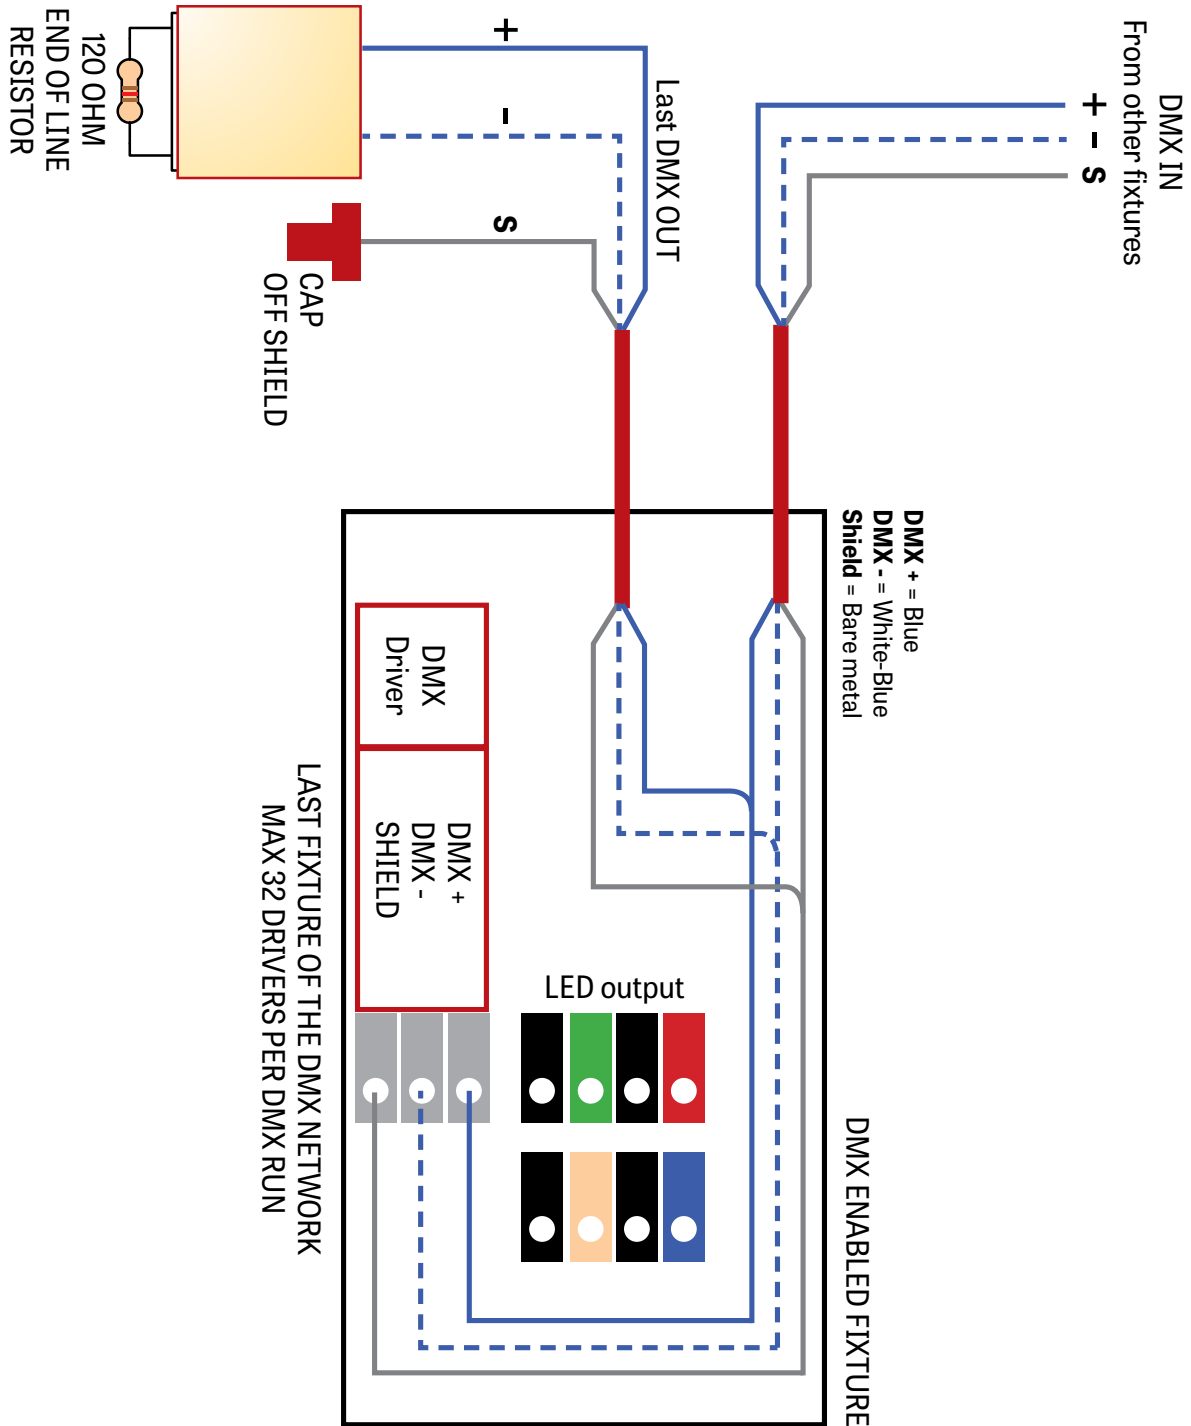 DMX IN
From other fixtures
+
-
S
Last DMX OUT
+
-
S
120 OHM
END OF LINE
RESISTOR
CAP
OFF SHIELD
DMX + = Blue
DMX - = White-Blue
Shield = Bare metal
DMX ENABLED FIXTURE
DMX
Driver
DMX +
DMX -
SHIELD
LED output
LAST FIXTURE OF THE DMX NETWORK
MAX 32 DRIVERS PER DMX RUN